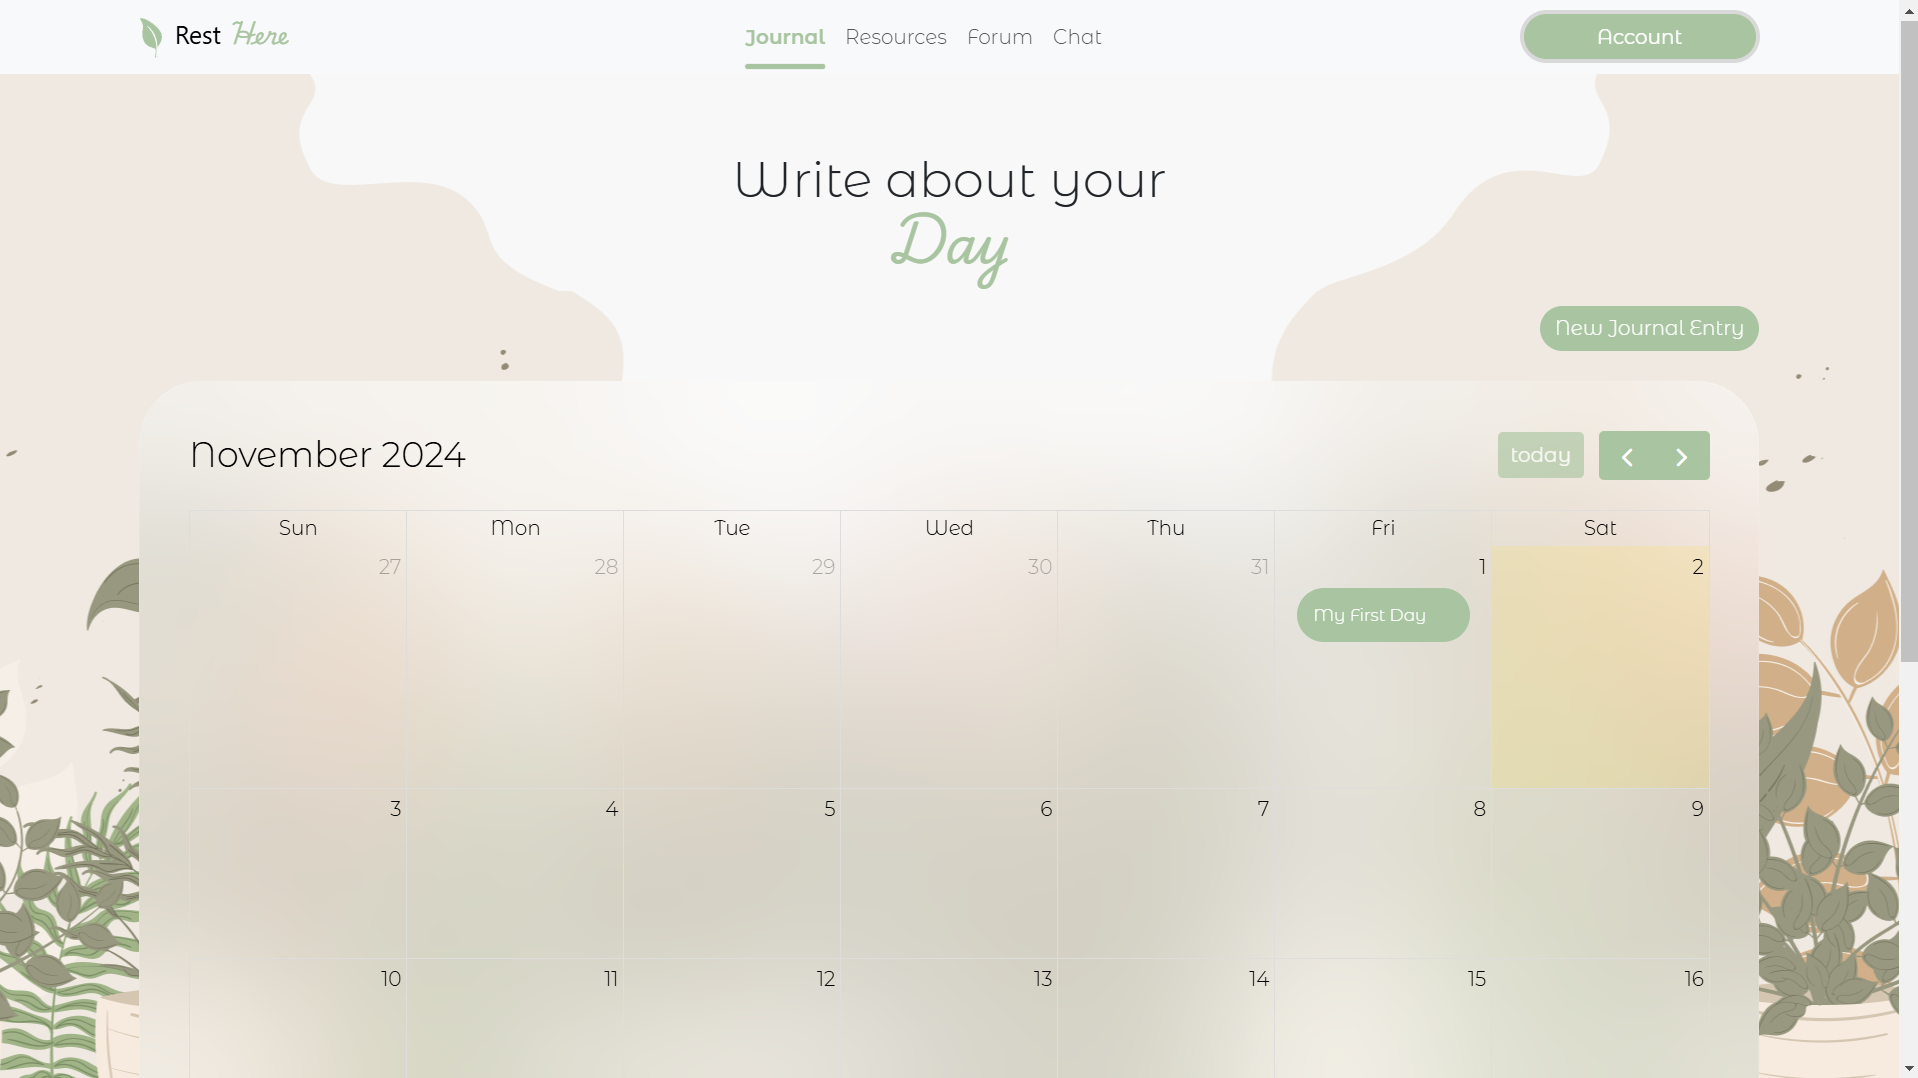 Rest Here
Journal Resources Forum Chat
Account
Write about your
Day
New Journal Entry
November 2024
today
Sun Mon Tue Wed Thu Fri Sat
27 28 29 30 31 1 2
My First Day
3 4 5 6 7 8 9
10 11 12 13 14 15 16